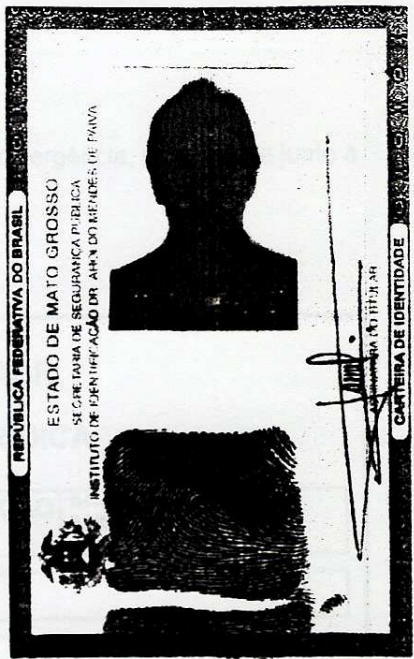 REPÚBLICA FEDERATIVA DO BRASIL
ESTADO DE MATO GROSSO
SECRETARIA DE SEGURANÇA PÚBLICA
INSTITUTO DE IDENTIFICAÇÃO DR AROLDO MENDES DE PAIVA
ASSINATURA DO TITULAR
CARTEIRA DE IDENTIDADE